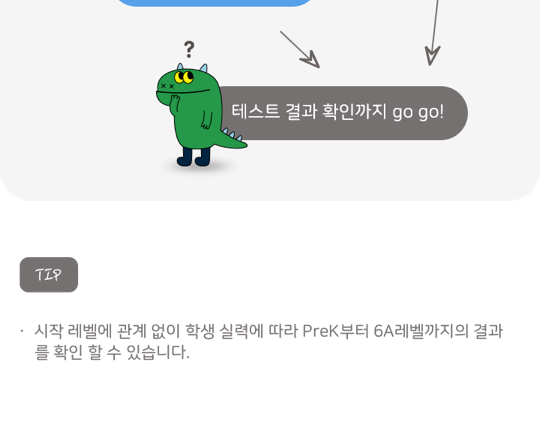 ?
테스트 결과 확인까지 go go!
TIP
· 시작 레벨에 관계 없이 학생 실력에 따라 PreK부터 6A레벨까지의 결과
를 확인 할 수 있습니다.